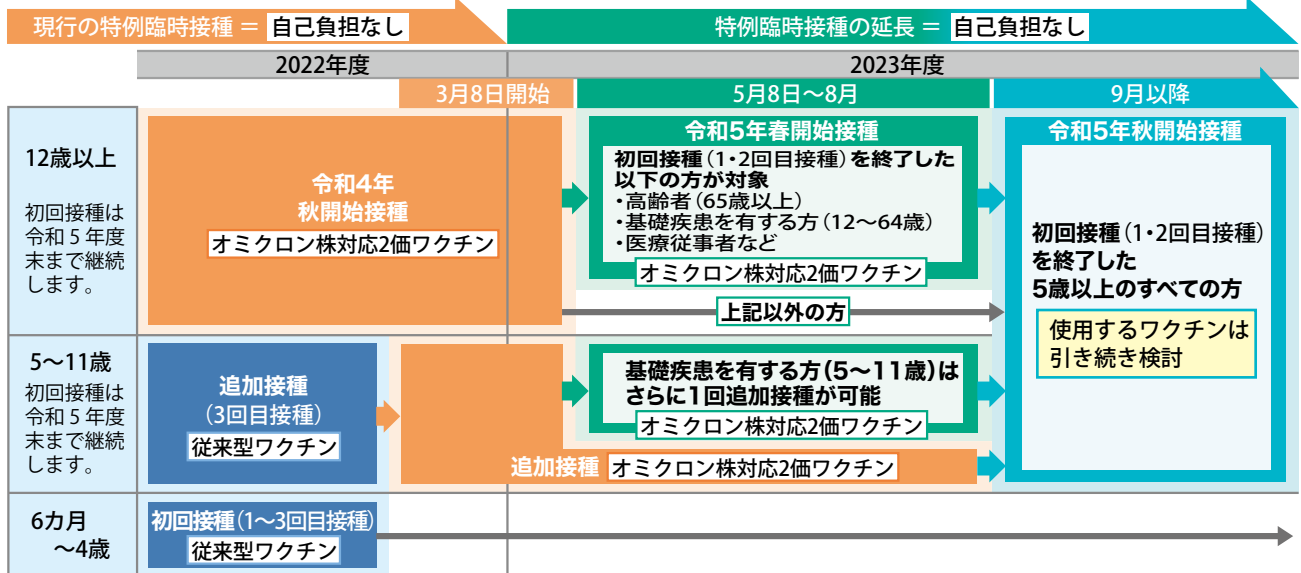 現行の特例臨時接種 = 自己負担なし
特例臨時接種の延長 = 自己負担なし
2022年度
2023年度
3月8日開始
5月8日～8月
9月以降
12歳以上
初回接種は
令和5年度
末まで継続
します。
令和4年
秋開始接種
オミクロン株対応2価ワクチン
令和5年春開始接種
初回接種(1・2回目接種)を終了した
以下の方が対象
・高齢者(65歳以上)
・基礎疾患を有する方(12～64歳)
・医療従事者など
オミクロン株対応2価ワクチン
上記以外の方
令和5年秋開始接種
初回接種(1・2回目接種)
を終了した
5歳以上のすべての方
使用するワクチンは
引き続き検討
5～11歳
初回接種は
令和5年度
末まで継続
します。
追加接種
(3回目接種)
従来型ワクチン
基礎疾患を有する方(5～11歳)は
さらに1回追加接種が可能
オミクロン株対応2価ワクチン
追加接種 オミクロン株対応2価ワクチン
6カ月
～4歳
初回接種(1～3回目接種)
従来型ワクチン